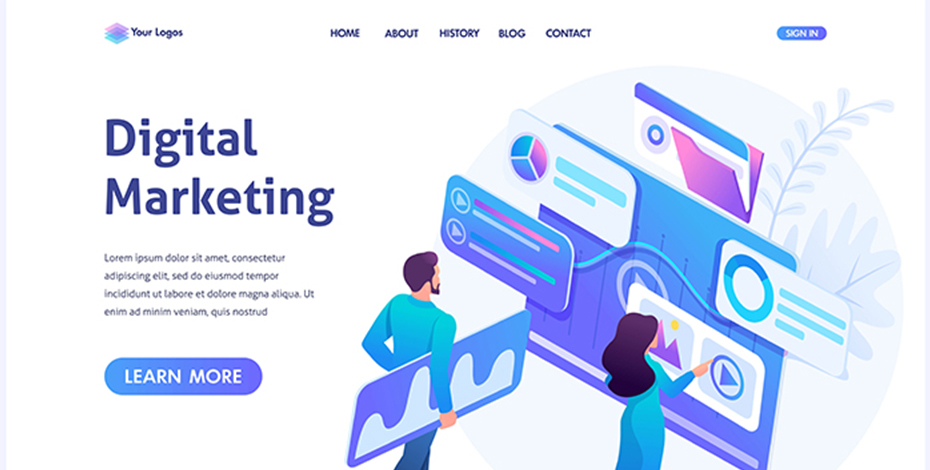 Your Logos
HOME ABOUT HISTORY BLOG CONTACT
SIGN IN
Digital
Marketing
Lorem ipsum dolor sit amet, consectetur
adipiscing elit, sed do eiusmod tempor
incididunt ut labore et dolore magna aliqua. Ut
enim ad minim veniam, quis nostrud
LEARN MORE